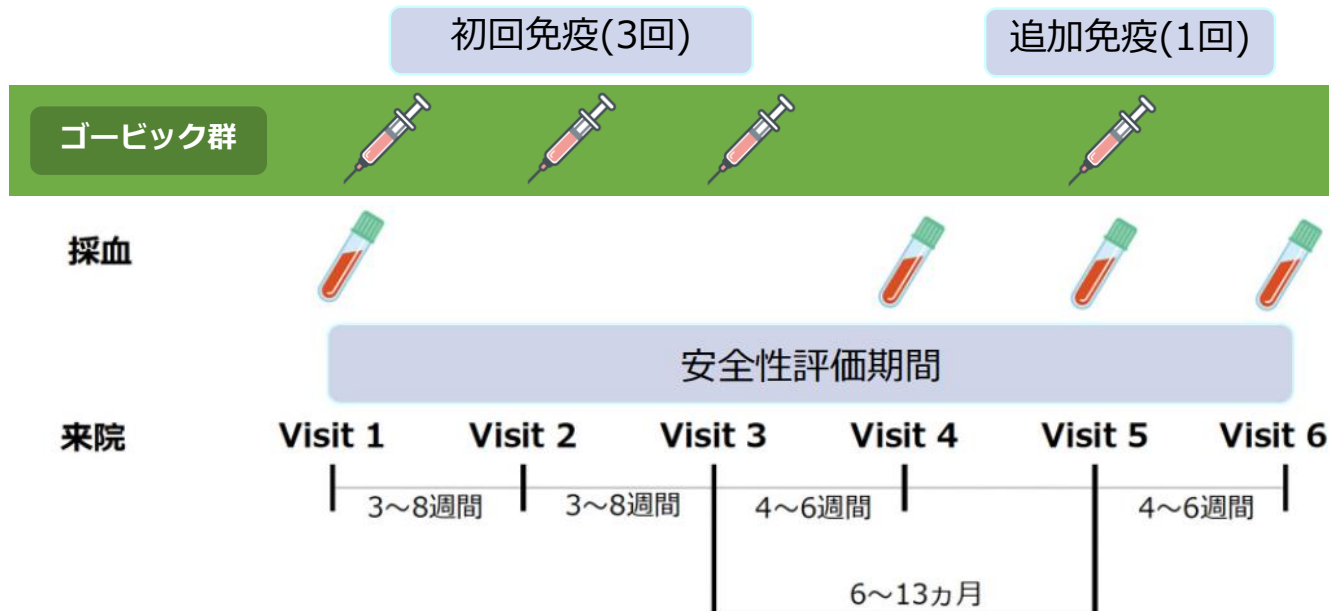 初回免疫(3回)
追加免疫(1回)
ゴービック群
採血
安全性評価期間
来院
Visit 1
Visit 2
Visit 3
Visit 4
Visit 5
Visit 6
3～8週間
3～8週間
4～6週間
4～6週間
6～13ヵ月